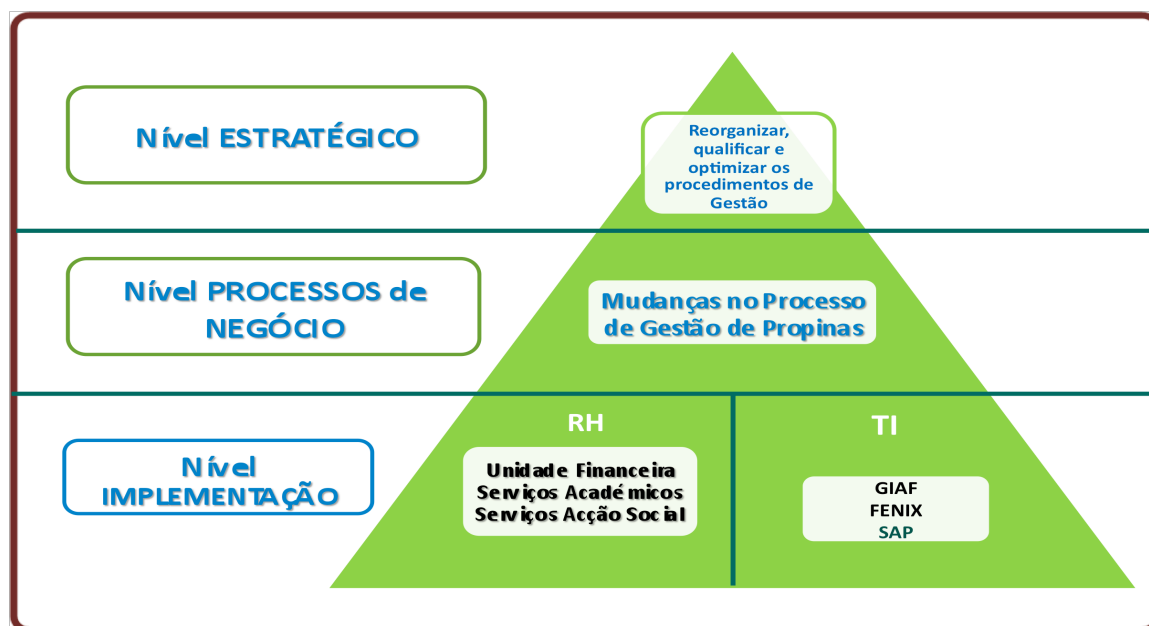 Nível ESTRATÉGICO
Reorganizar,
qualificar e
optimizar os
procedimentos de
Gestão
Nível PROCESSOS de
NEGÓCIO
Mudanças no Processo
de Gestão de Propinas
Nível
IMPLEMENTAÇÃO
RH
Unidade Financeira
Serviços Académicos
Serviços Acção Social
TI
GIAF
FENIX
SAP